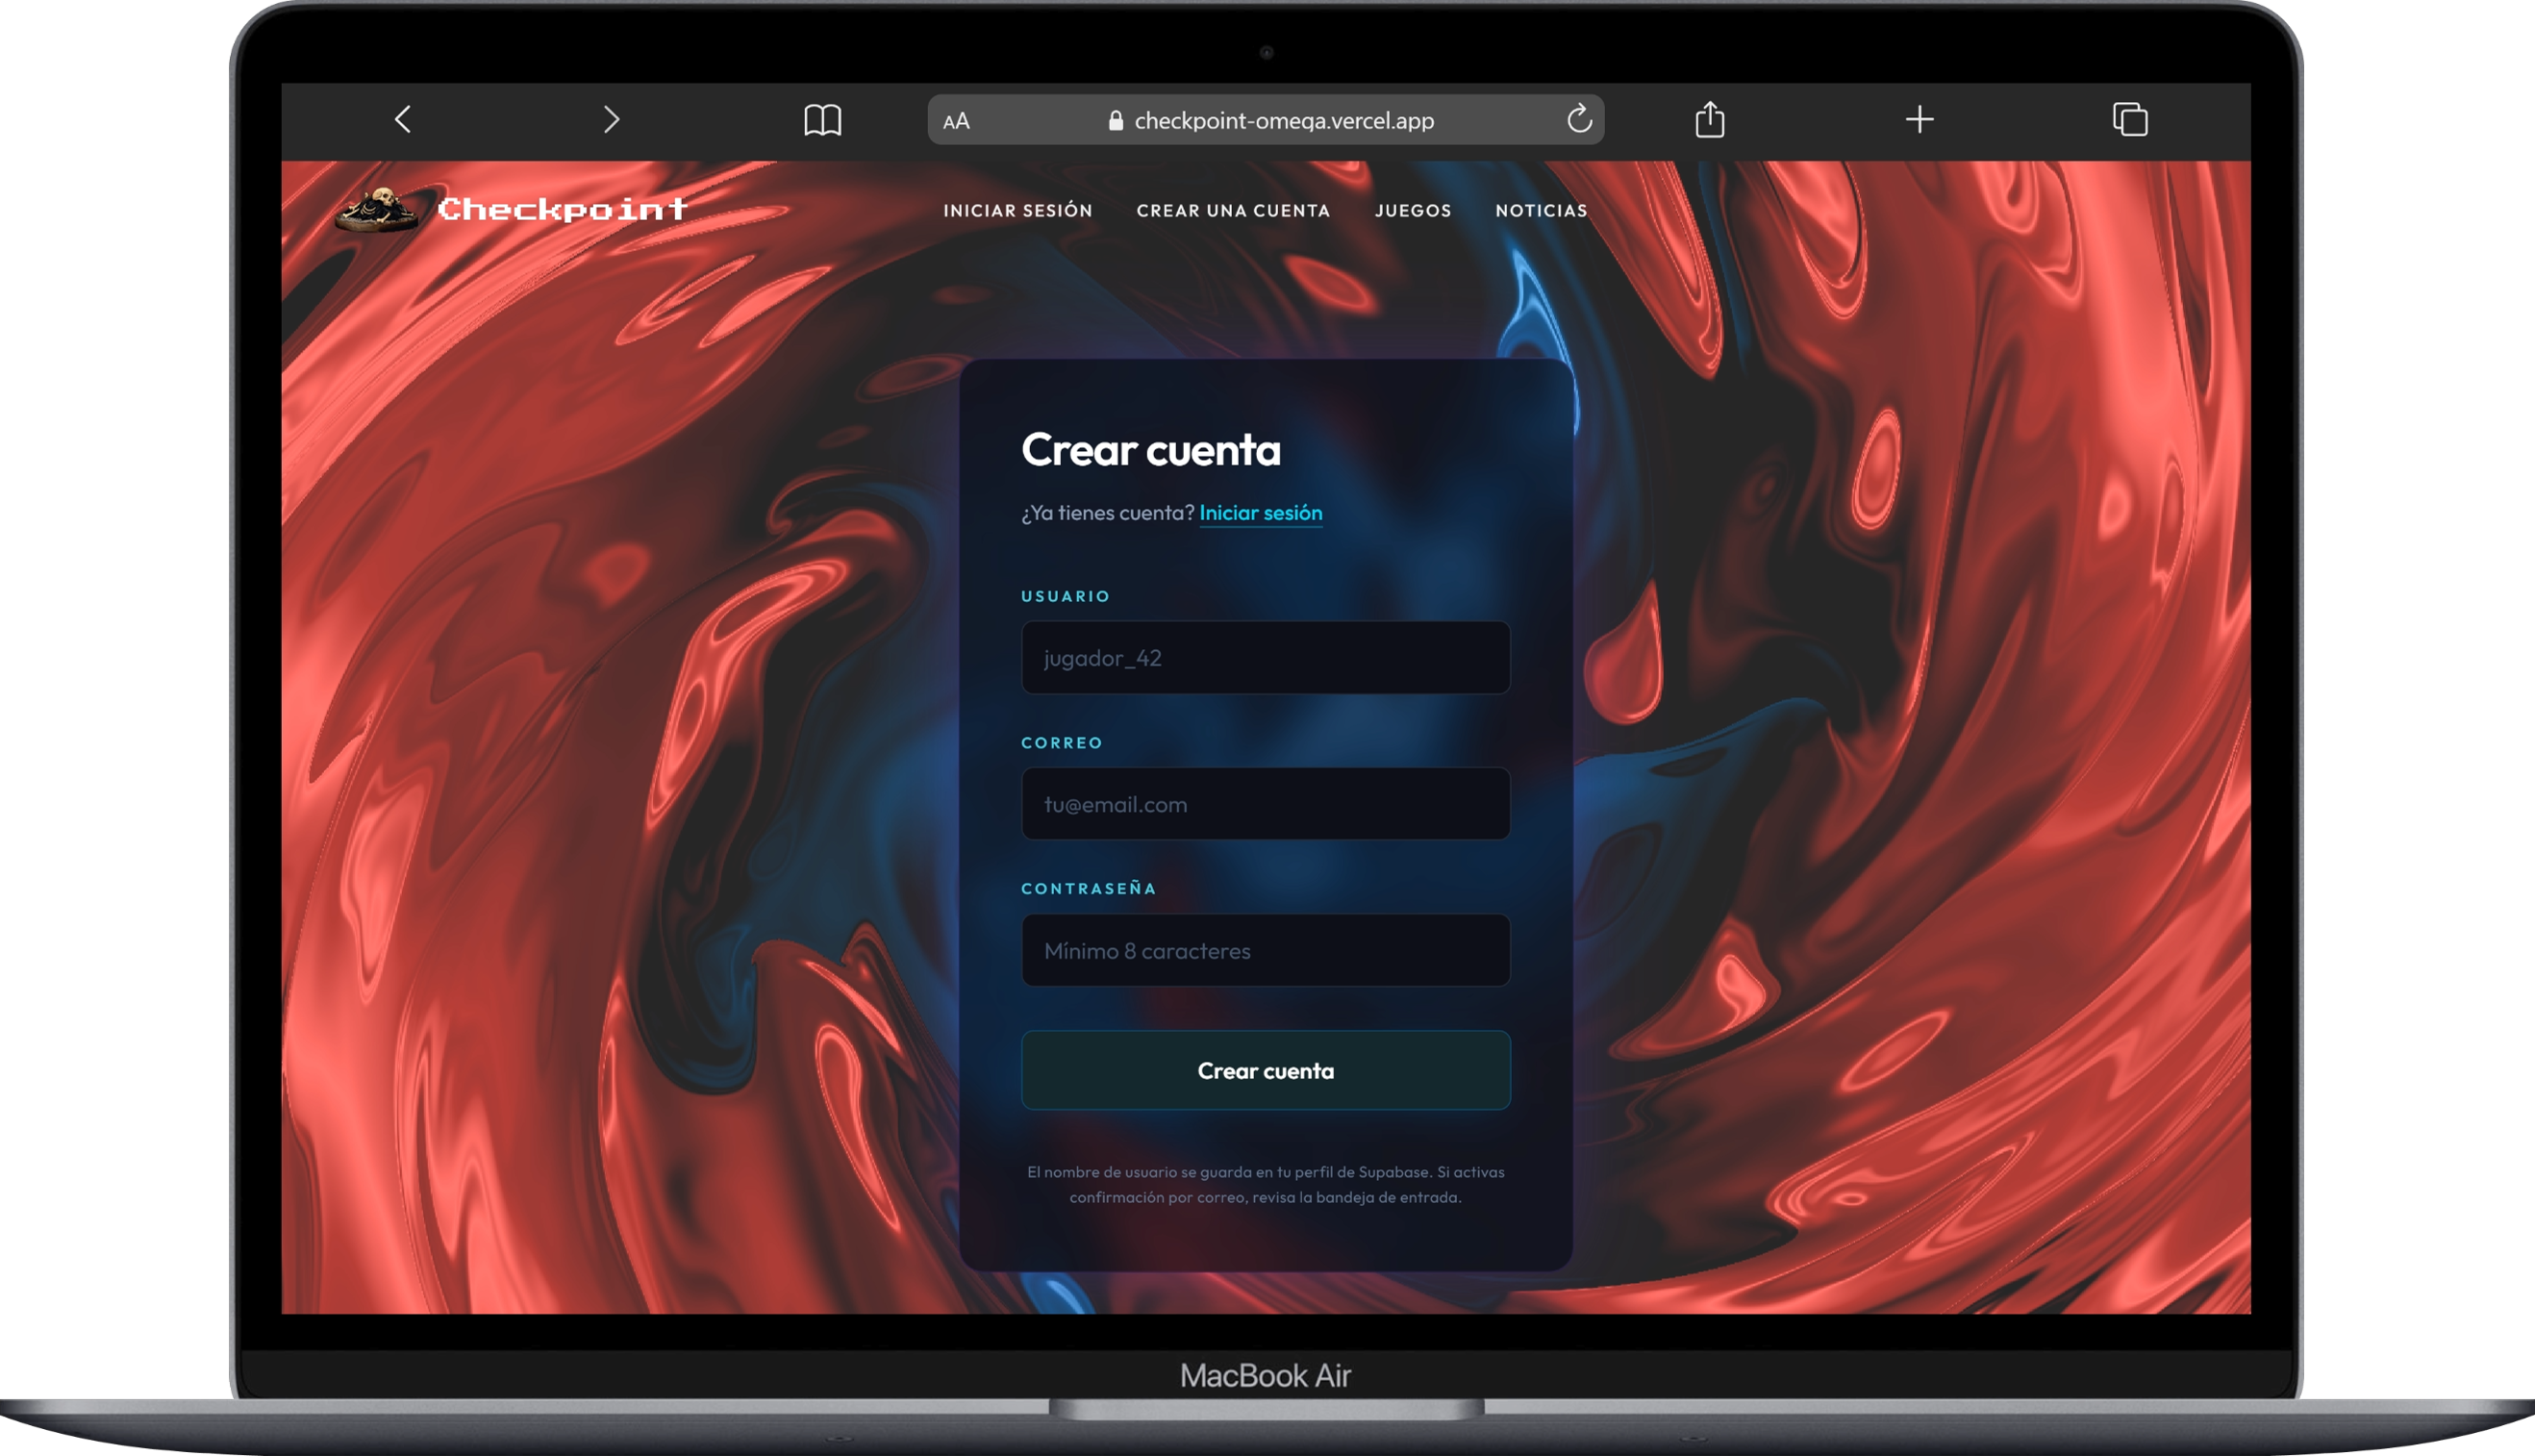 AA checkpoint-omega.vercel.app
Checkpoint INICIAR SESIÓN CREAR UNA CUENTA JUEGOS NOTICIAS
Crear cuenta
¿Ya tienes cuenta? Iniciar sesión
USUARIO
jugador_42
CORREO
tu@email.com
CONTRASEÑA
Mínimo 8 caracteres
Crear cuenta
El nombre de usuario se guarda en tu perfil de Supabase. Si activas
confirmación por correo, revisa la bandeja de entrada.
MacBook Air